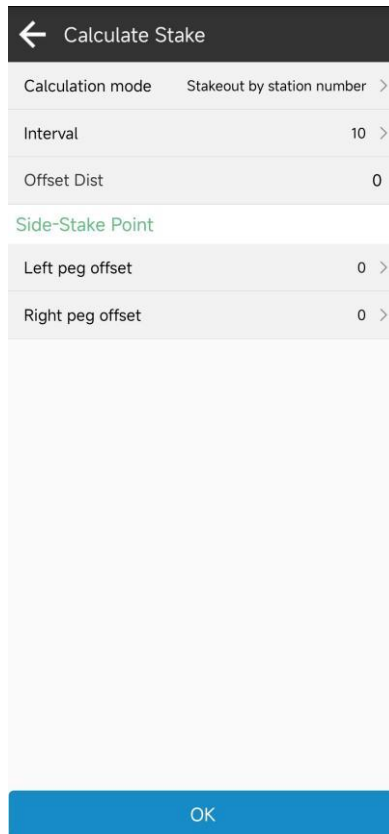 Calculate Stake
Calculation mode Stakeout by station number >
Interval 10 >
Offset Dist 0
Side-Stake Point
Left peg offset 0 >
Right peg offset 0 >
OK